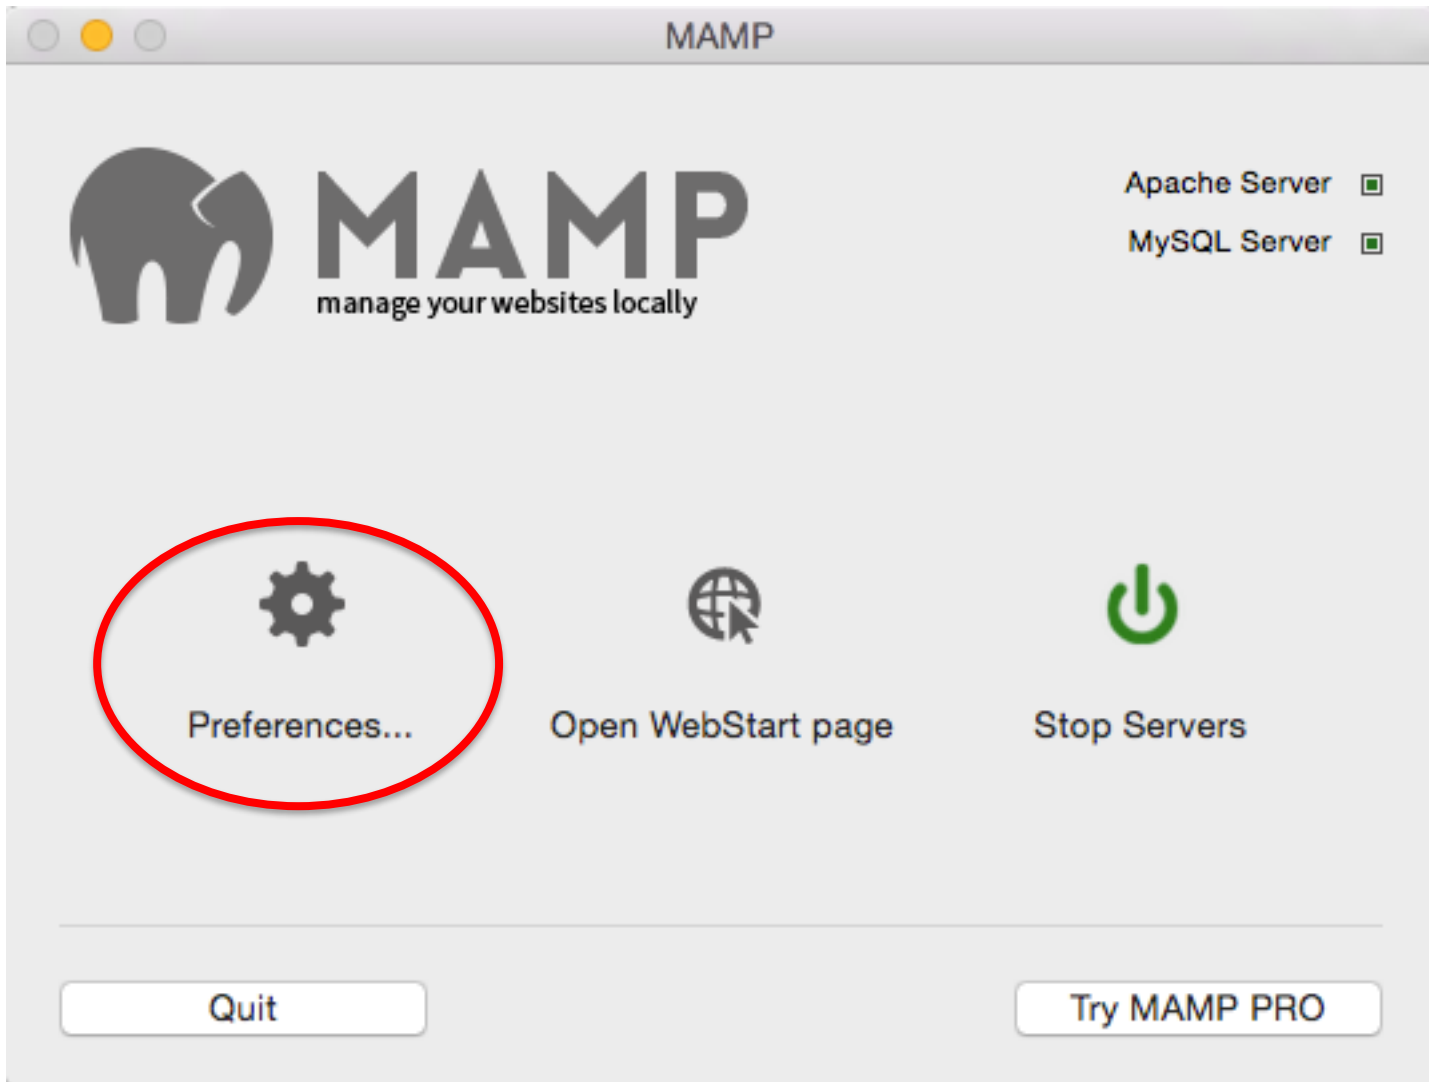 MAMP
MAMP
manage your websites locally
Apache Server
MySQL Server
Preferences...
Open WebStart page
Stop Servers
Quit
Try MAMP PRO